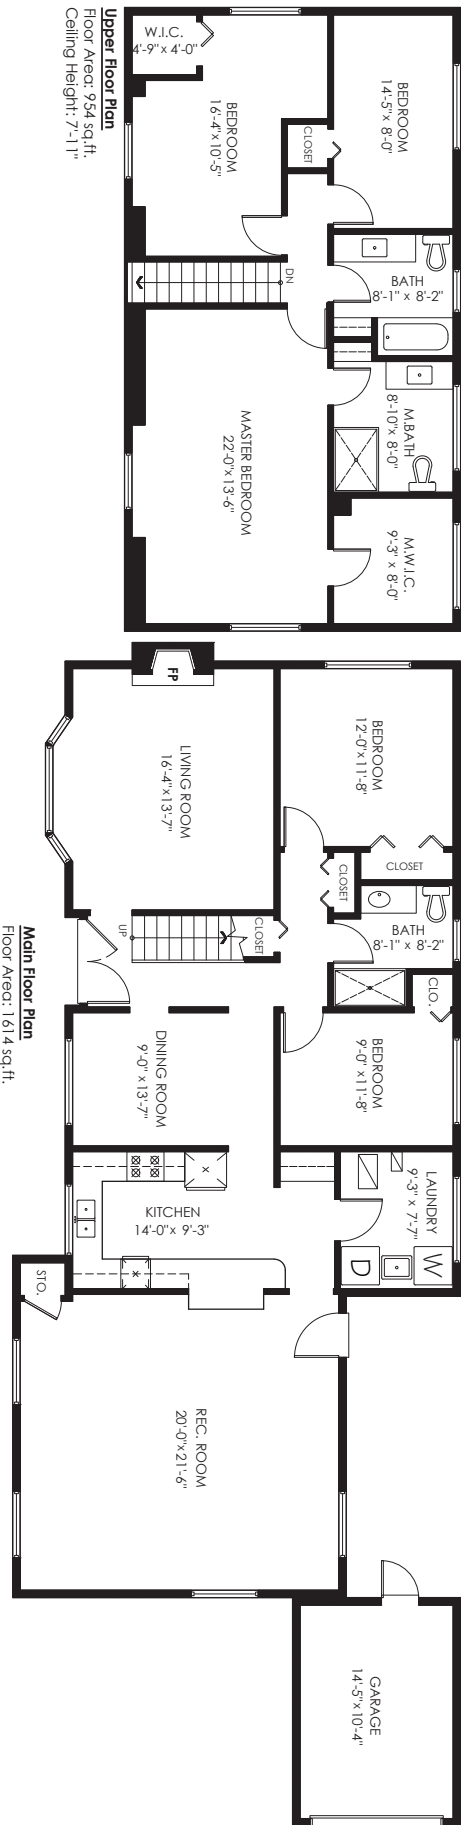 Upper Floor Plan
Floor Area: 954 sq.ft.
Ceiling Height: 7'-11"
W.I.C.
4'-9" x 4'-0"
BEDROOM
16'-4" x 10'-5"
CLOSET
BEDROOM
14'-5" x 8'-0"
DN
BATH
8'-1" x 8'-2"
MASTER BEDROOM
22'-0" x 13'-6"
M.BATH
8'-10" x 8'-0"
M.W.I.C.
9'-3" x 8'-0"
Main Floor Plan
Floor Area: 1614 sq.ft.
FP
LIVING ROOM
16'-4" x 13'-7"
BEDROOM
12'-0" x 11'-8"
CLOSET
CLOSET
CLOSET
UP
BATH
8'-1" x 8'-2"
CLO.
BEDROOM
9'-0" x 11'-8"
DINING ROOM
9'-0" x 13'-7"
KITCHEN
14'-0" x 9'-3"
LAUNDRY
9'-3" x 7'-7"
W
D
STO.
REC. ROOM
20'-0" x 21'-6"
GARAGE
14'-5" x 10'-4"